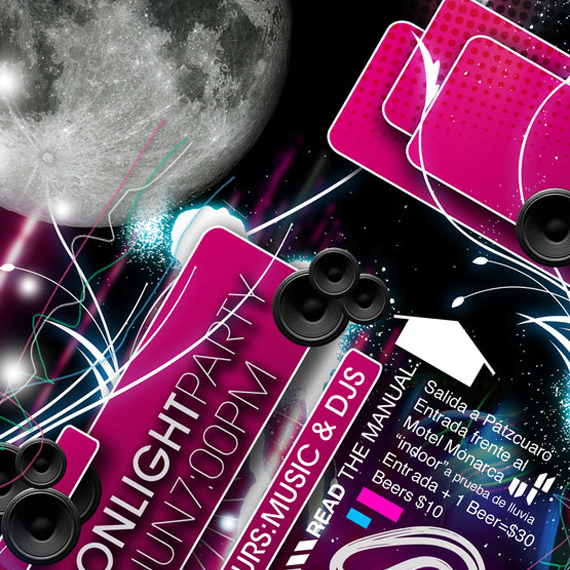 ONLIGHTPARTY
JUN7:00PM
URS:MUSIC & DJS
READ THE MANUAL:
Salida a Patzcuaro
Entrada frente al
Motel Monarca
"indoor" a prueba de lluvia
Entrada + 1 Beer=$30
Beers $10